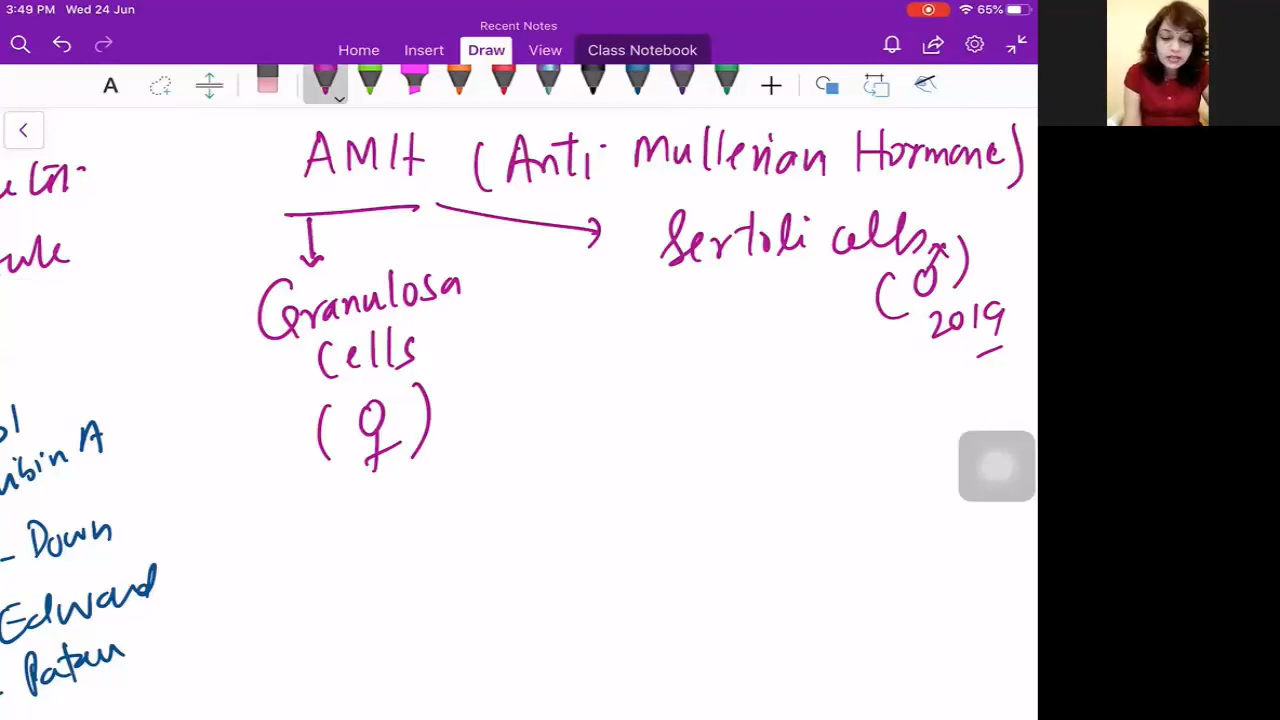 3:49 PM Wed 24 Jun
65%
Recent Notes
Home Insert Draw View Class Notebook
A
AMH (Anti- Mullerian Hormone)
Sertoli cells
(♂)
2019
Granulosa
cells
(♀)
A
- Down
Edward
Patau